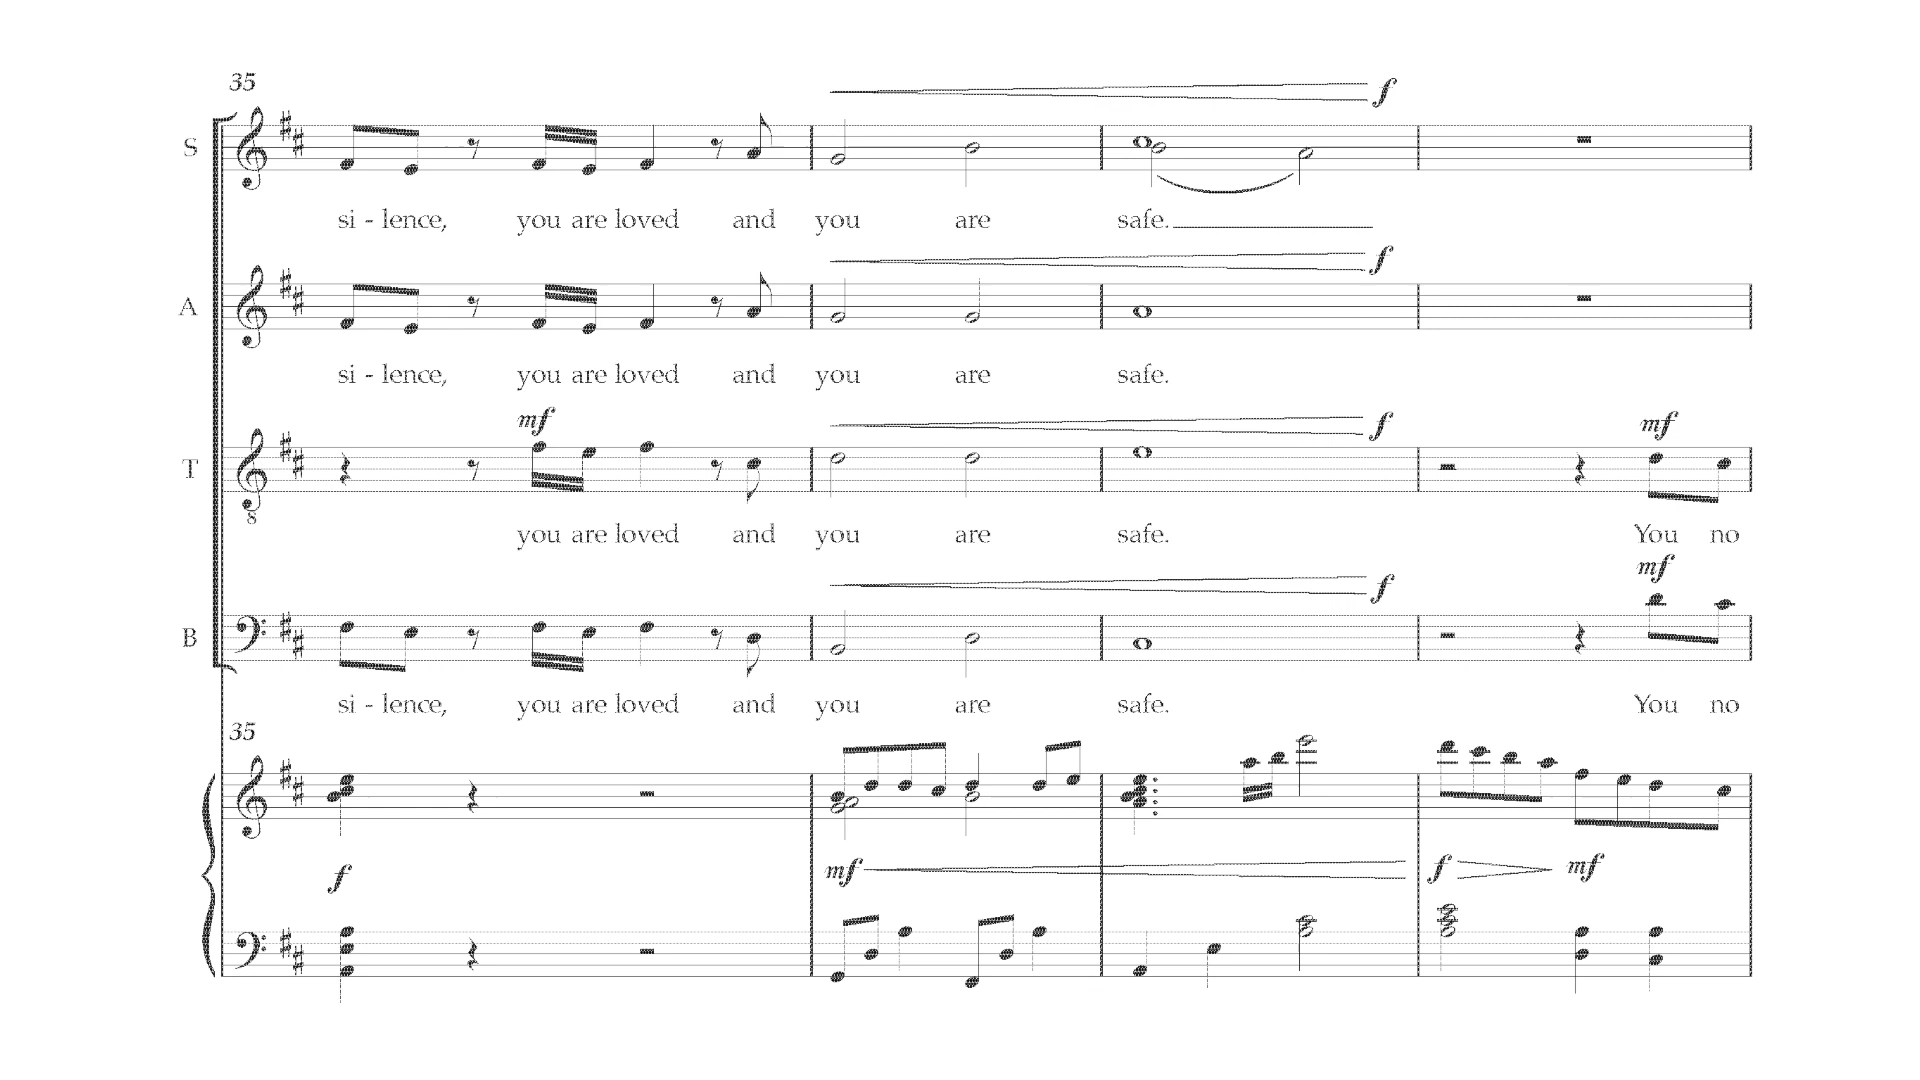 35
f
S
si - lence, you are loved and you are safe.
f
A
si - lence, you are loved and you are safe.
mf f mf
T
8
you are loved and you are safe. You no
f mf
B
si - lence, you are loved and you are safe. You no
35
f mf f mf